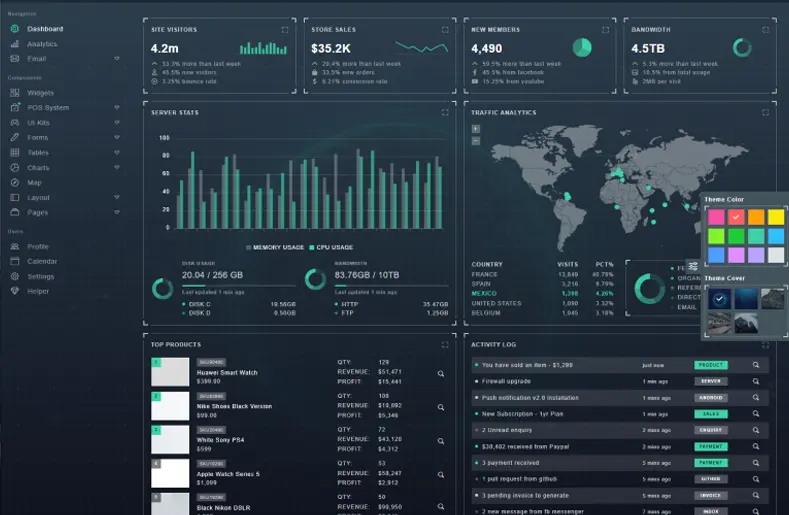 Navigation
Dashboard
Analytics
Email
Components
Widgets
POS System
UI Kits
Forms
Tables
Charts
Map
Layout
Pages
Users
Profile
Calendar
Settings
Helper
SITE VISITORS
4.2m
33.3% more than last week
45.5% new visitors
3.25% bounce rate
STORE SALES
$35.2K
20.4% more than last week
33.5% new orders
6.21% conversion rate
NEW MEMBERS
4,490
59.5% more than last week
45.5% from facebook
15.25% from youtube
BANDWIDTH
4.5TB
5.3% more than last week
10.5% from total usage
2MB per visit
SERVER STATS
100
80
60
40
20
0
MEMORY USAGE
CPU USAGE
DISK USAGE
20.04 / 256 GB
Last updated 1 min ago
DISK C 19.56GB
DISK D 0.50GB
BANDWIDTH
83.76GB / 10TB
Last updated 1 min ago
HTTP 35.47GB
FTP 1.25GB
TRAFFIC ANALYTICS
COUNTRY VISITS PCT%
FRANCE 13,849 40.79%
SPAIN 3,216 9.79%
MEXICO 1,398 4.26%
UNITED STATES 1,090 3.32%
BELGIUM 1,045 3.18%
ORGAN
REFER
DIRECT
EMAIL
Theme Color
Theme Cover
TOP PRODUCTS
1
SKU90400
Huawei Smart Watch
$399.00
QTY: 129
REVENUE: $51,471
PROFIT: $15,441
2
Nike Shoes Black Version
$99.00
QTY: 108
REVENUE: $10,692
PROFIT: $5,346
3
White Sony PS4
$599
QTY: 72
REVENUE: $43,128
PROFIT: $4,312
4
Apple Watch Series 5
$1,099
QTY: 53
REVENUE: $58,247
PROFIT: $2,912
5
Black Nikon DSLR
QTY: 50
REVENUE: $90,950
ACTIVITY LOG
You have sold an item - $1,299 just now PRODUCT
Firewall upgrade 1 min ago SERVER
Push notification v2.0 installation 1 mins ago ANDROID
New Subscription - 1yr Plan 2 mins ago SALES
2 Unread enquiry 2 mins ago ENQUIRY
$30,402 received from Paypal 2 mins ago PAYMENT
3 payment received 5 mins ago PAYMENT
1 pull request from github 5 mins ago GITHUB
3 pending invoice to generate 5 mins ago INVOICE
2 new message from fb messenger 7 mins ago INBOX